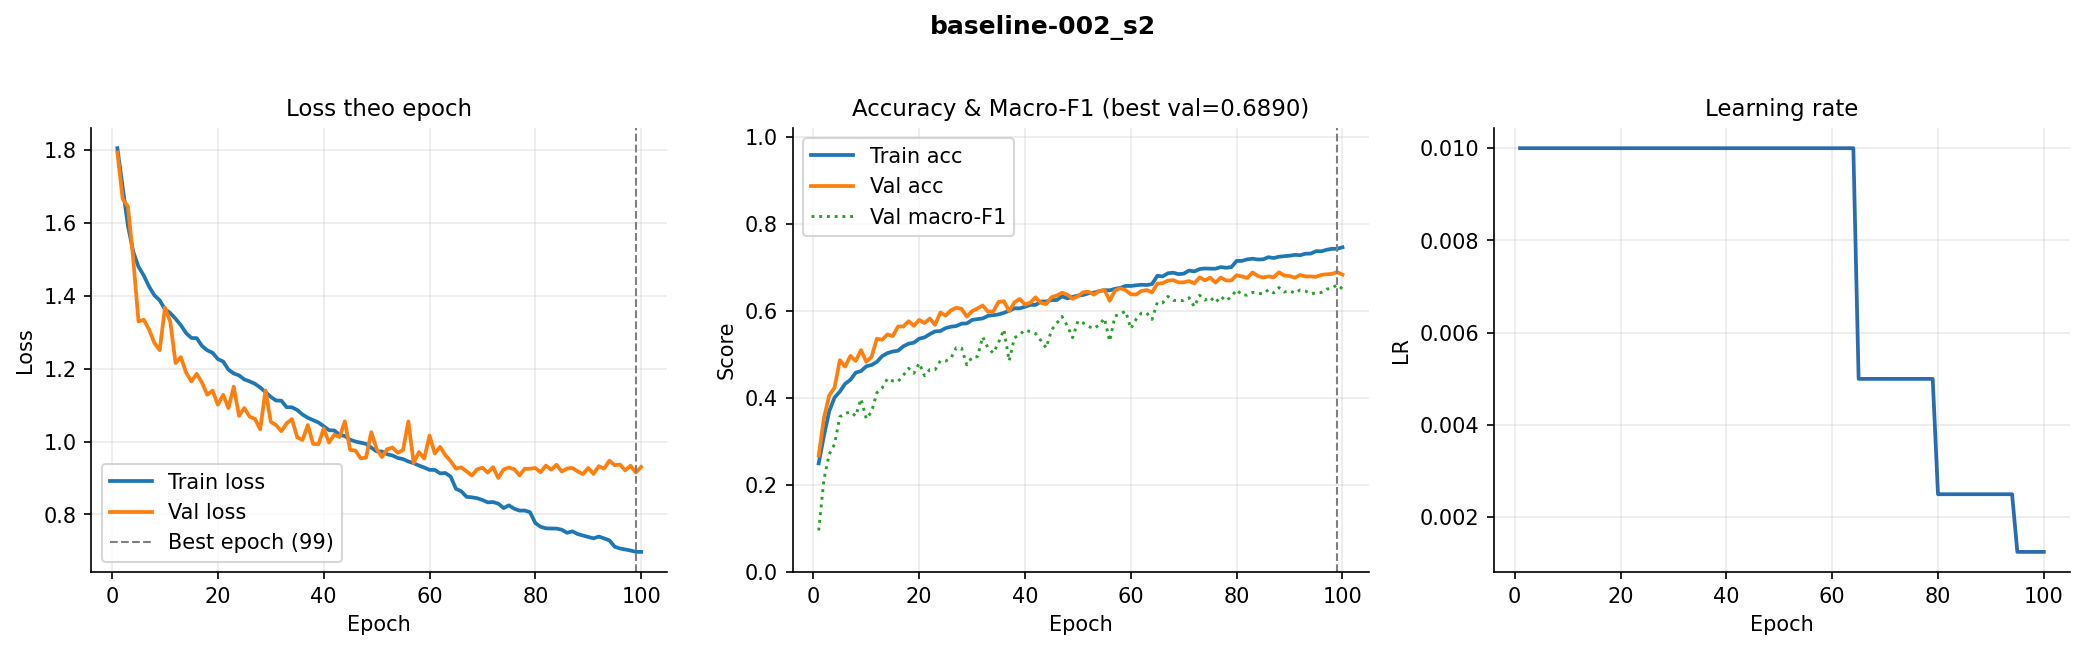 baseline-002_s2
Loss theo epoch
Loss
1.8
1.6
1.4
1.2
1.0
0.8
Train loss
Val loss
Best epoch (99)
0 20 40 60 80 100
Epoch
Accuracy & Macro-F1 (best val=0.6890)
Score
1.0
0.8
0.6
0.4
0.2
0.0
Train acc
Val acc
Val macro-F1
0 20 40 60 80 100
Epoch
Learning rate
LR
0.010
0.008
0.006
0.004
0.002
0 20 40 60 80 100
Epoch